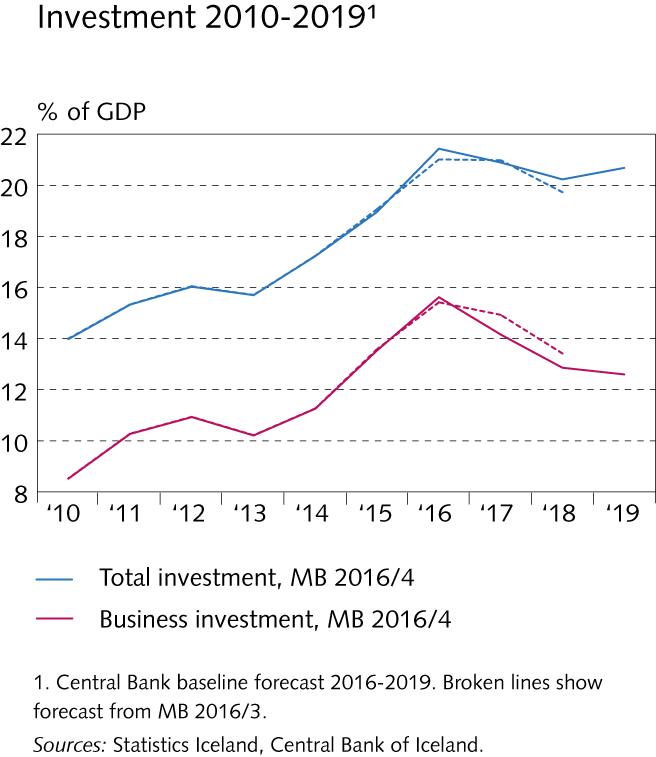 Investment 2010-2019¹
% of GDP
22
20
18
16
14
12
10
8
‘10 ‘11 ‘12 ‘13 ‘14 ‘15 ‘16 ‘17 ‘18 ‘19
Total investment, MB 2016/4
Business investment, MB 2016/4
1. Central Bank baseline forecast 2016-2019. Broken lines show
forecast from MB 2016/3.
Sources: Statistics Iceland, Central Bank of Iceland.